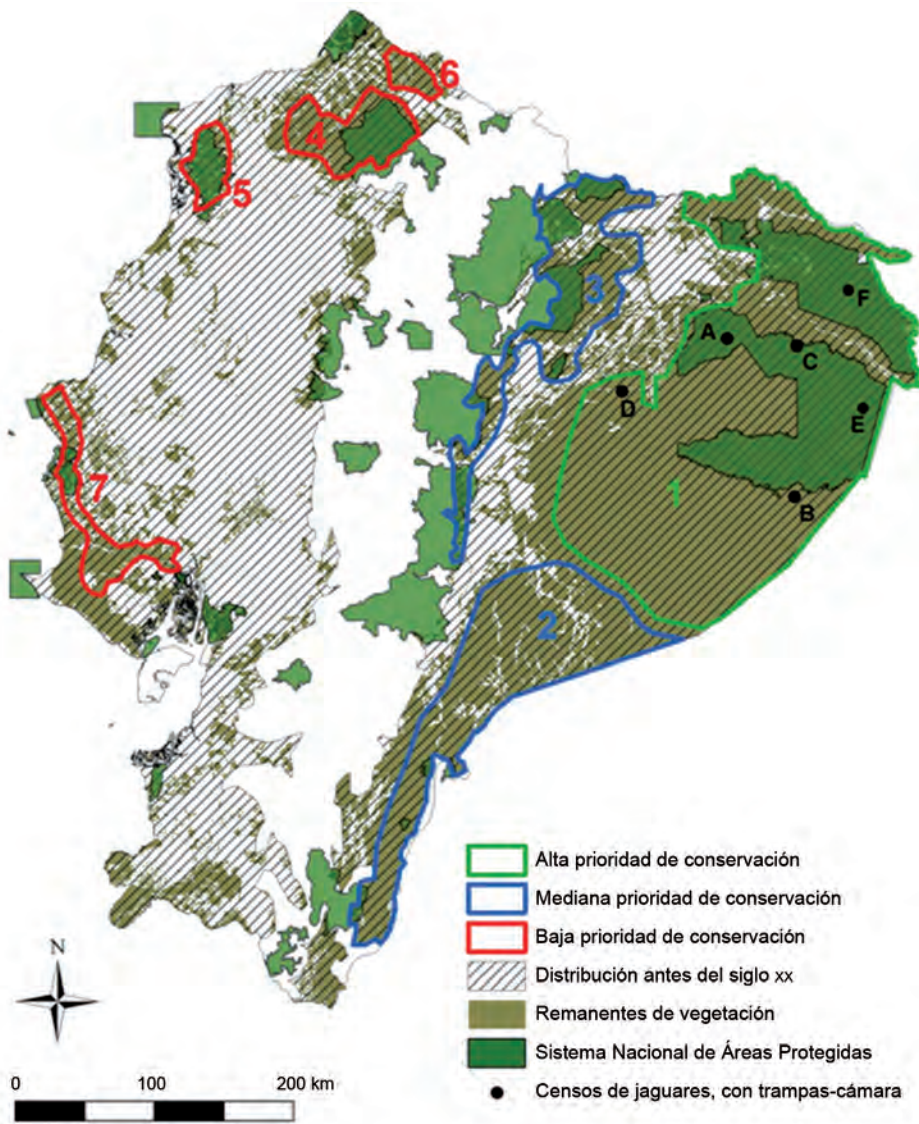 6
4
5
3
F
A
C
D
E
7
1
B
2
Alta prioridad de conservación
Mediana prioridad de conservación
Baja prioridad de conservación
N
Distribución antes del siglo xx
Remanentes de vegetación
Sistema Nacional de Áreas Protegidas
0 100 200 km
Censos de jaguares, con trampas-cámara